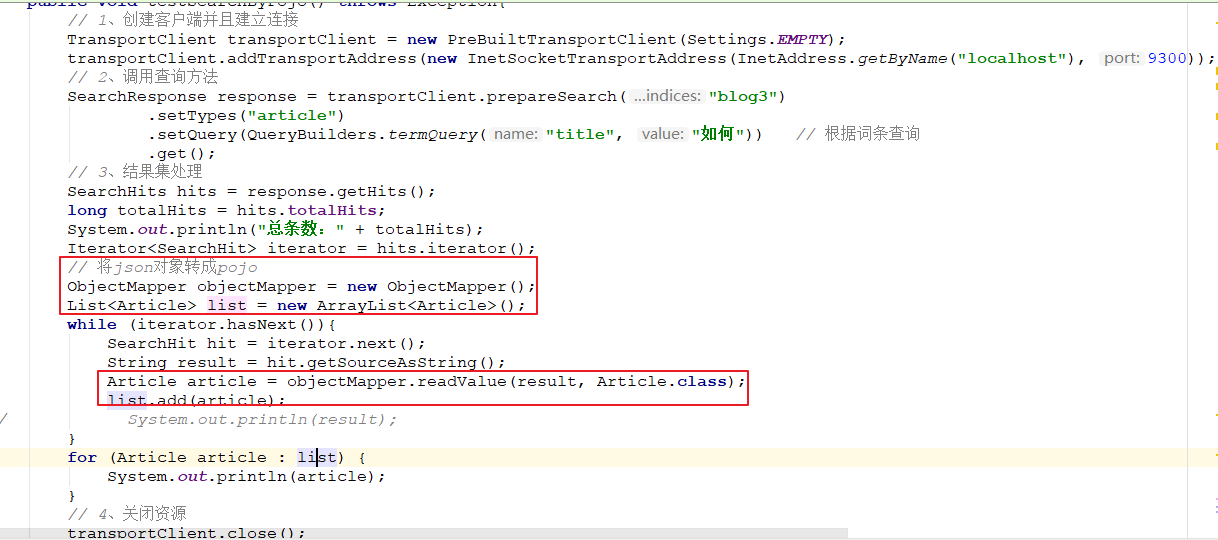 public void testSearchByPojo() throws Exception{
// 1、创建客户端并且建立连接
TransportClient transportClient = new PreBuiltTransportClient(Settings.EMPTY);
transportClient.addTransportAddress(new InetSocketTransportAddress(InetAddress.getByName("localhost"), port: 9300));
// 2、调用查询方法
SearchResponse response = transportClient.prepareSearch( ...indices: "blog3")
.setTypes("article")
.setQuery(QueryBuilders.termQuery( name: "title", value: "如何")) // 根据词条查询
.get();
// 3、结果集处理
SearchHits hits = response.getHits();
long totalHits = hits.totalHits;
System.out.println("总条数：" + totalHits);
Iterator<SearchHit> iterator = hits.iterator();
// 将json对象转成pojo
ObjectMapper objectMapper = new ObjectMapper();
List<Article> list = new ArrayList<Article>();
while (iterator.hasNext()){
SearchHit hit = iterator.next();
String result = hit.getSourceAsString();
Article article = objectMapper.readValue(result, Article.class);
list.add(article);
/ System.out.println(result);
}
for (Article article : list) {
System.out.println(article);
}
// 4、关闭资源
transportClient.close();